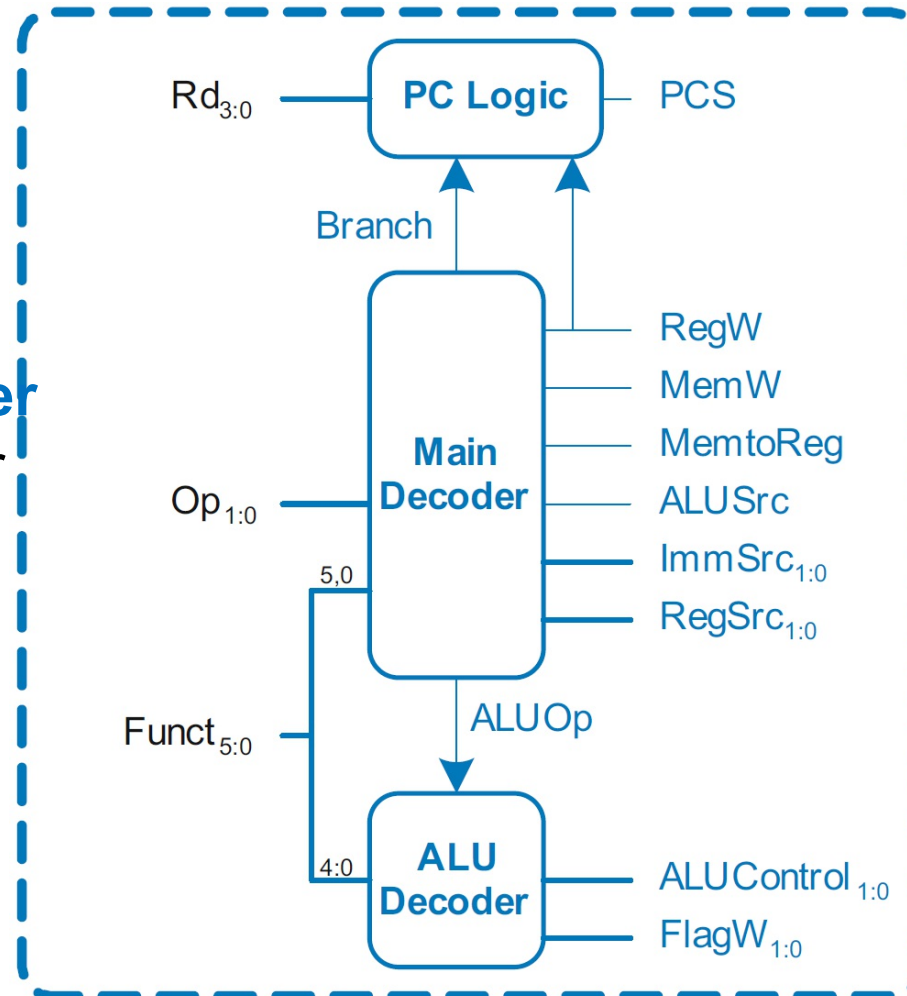 Rd3:0
PC Logic
PCS
Branch
RegW
MemW
MemtoReg
ALUSrc
ImmSrc1:0
RegSrc1:0
er
r
Main
Decoder
Op1:0
5,0
Funct5:0
ALUOp
4:0
ALU
Decoder
ALUControl1:0
FlagW1:0